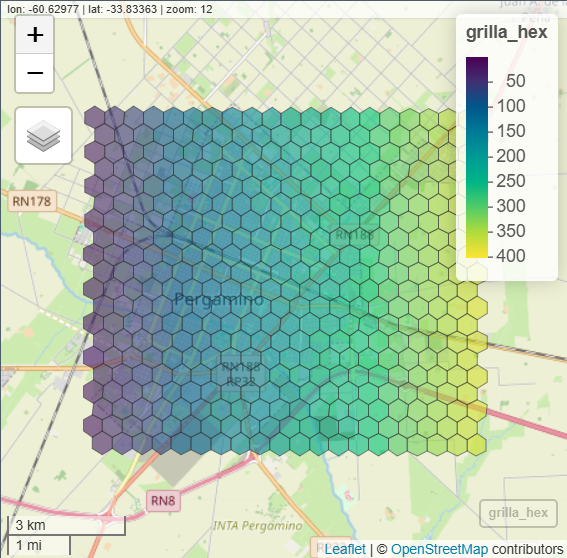 lon: -60.62977 | lat: -33.83363 | zoom: 12
+
−
grilla_hex
50
100
150
200
250
300
350
400
RN178
RN188
Pergamino
RN188
RP32
RN8
INTA Pergamino
grilla_hex
3 km
1 mi
Leaflet | © OpenStreetMap contributors